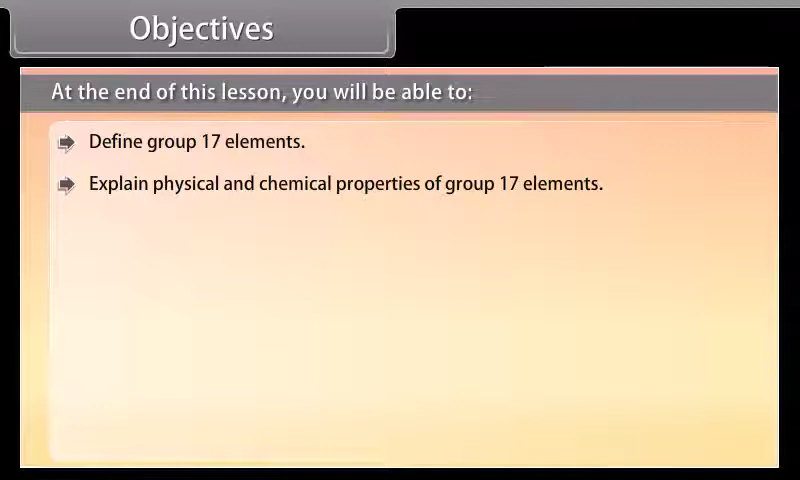 Objectives
At the end of this lesson, you will be able to:
Define group 17 elements.
Explain physical and chemical properties of group 17 elements.